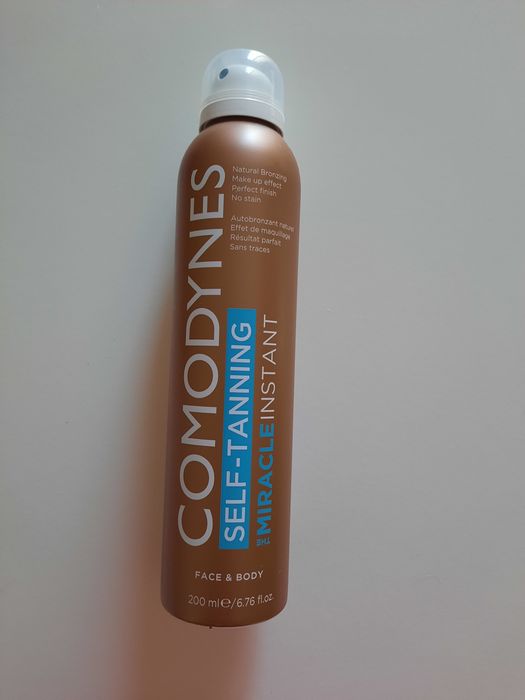 Natural Bronzing
Make up effect
Perfect finish
No stain
Autobronzant naturel
Effet de maquillage
Résultat parfait
Sans traces
COMODYNES
SELF-TANNING
THE MIRACLE INSTANT
FACE & BODY
200 ml℮/6.76 fl.oz.